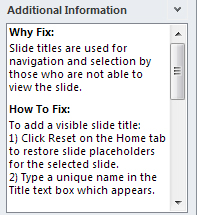 Additional Information
Why Fix:
Slide titles are used for
navigation and selection by
those who are not able to
view the slide.
How To Fix:
To add a visible slide title:
1) Click Reset on the Home tab
to restore slide placeholders
for the selected slide.
2) Type a unique name in the
Title text box which appears.